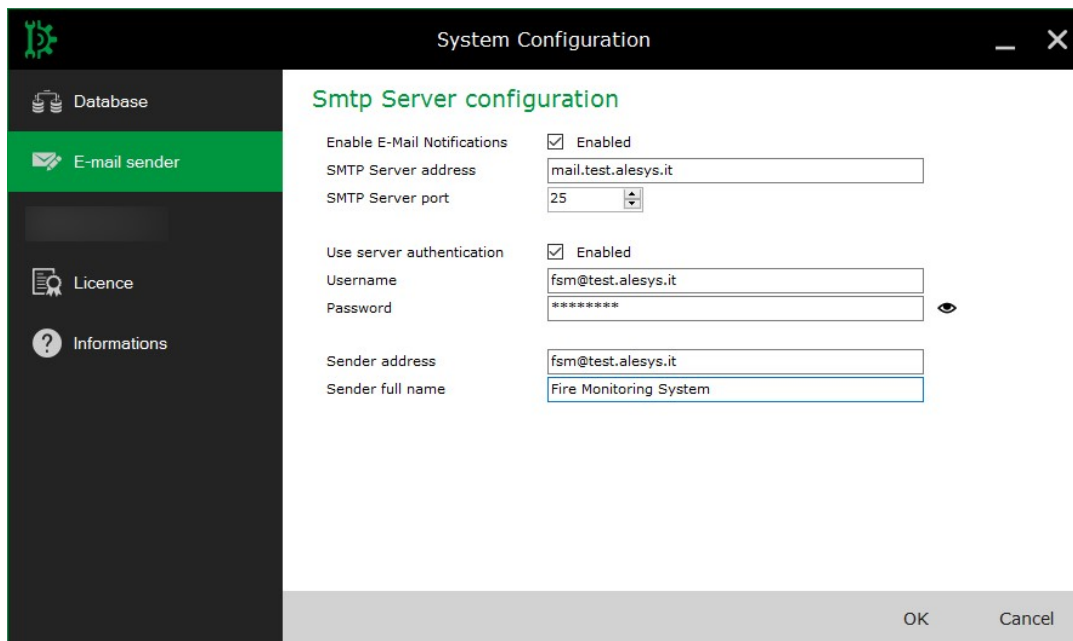 System Configuration
Database
E-mail sender
Licence
Informations
Smtp Server configuration
Enable E-Mail Notifications Enabled
SMTP Server address mail.test.alesys.it
SMTP Server port 25
Use server authentication Enabled
Username fsm@test.alesys.it
Password ********
Sender address fsm@test.alesys.it
Sender full name Fire Monitoring System
OK Cancel